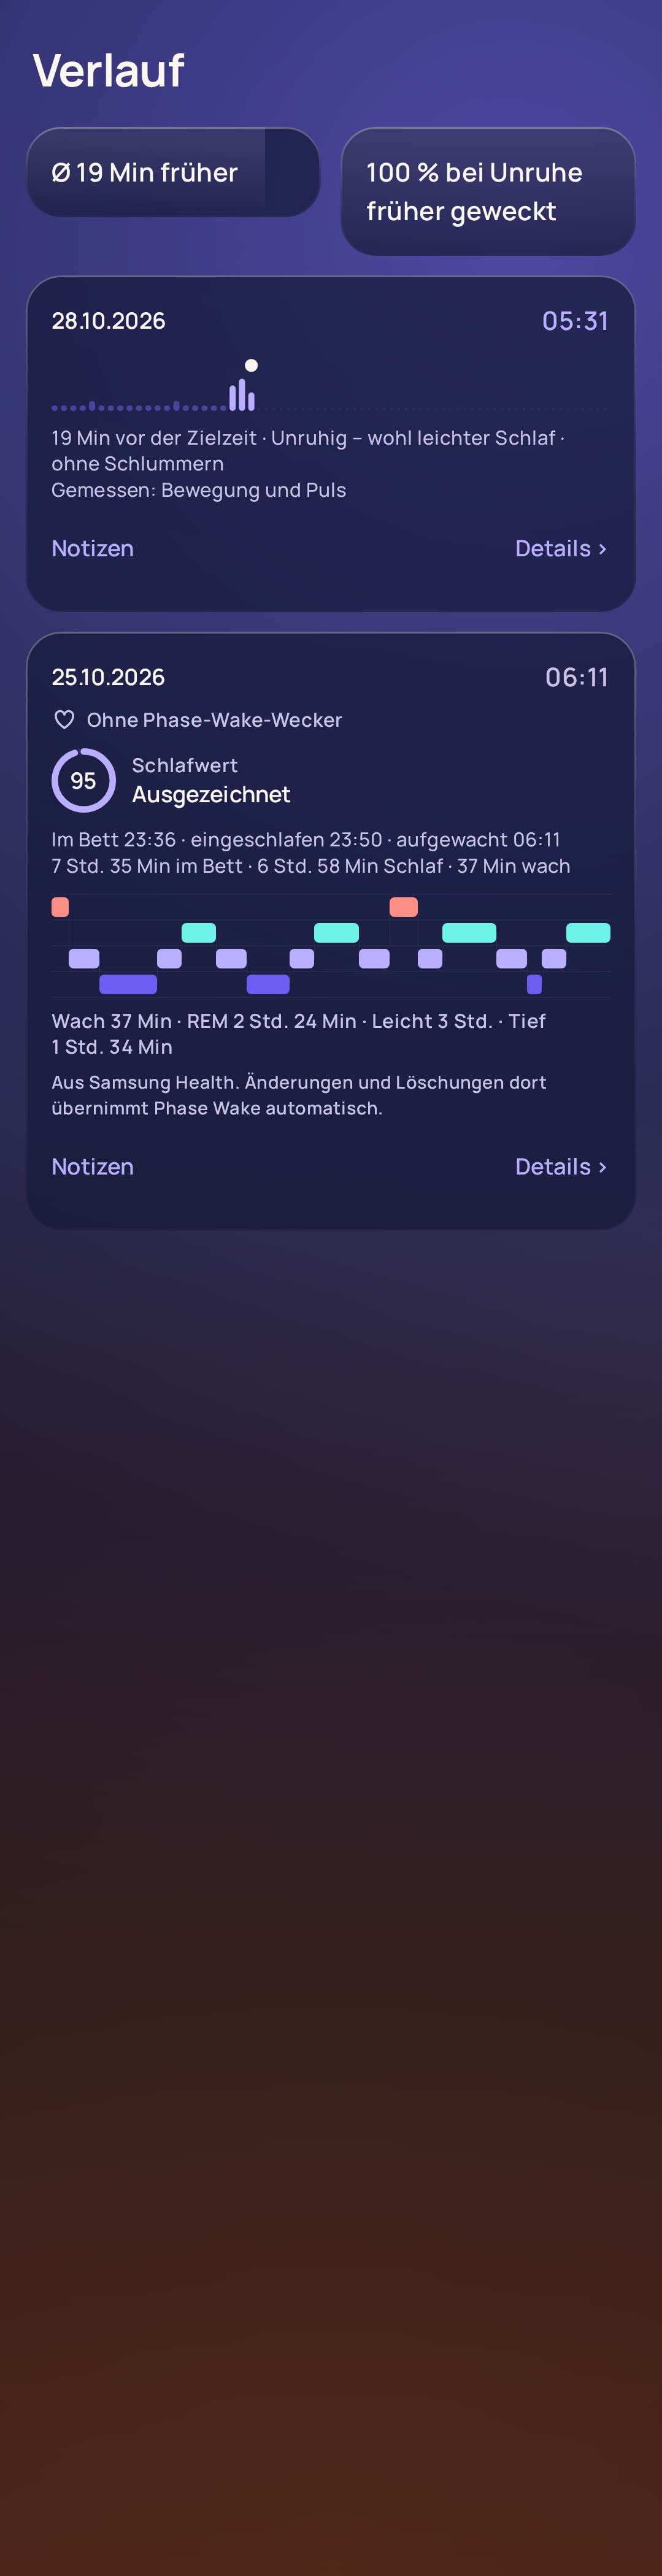 Verlauf
Ø 19 Min früher
100 % bei Unruhe
früher geweckt
28.10.2026
05:31
19 Min vor der Zielzeit · Unruhig – wohl leichter Schlaf ·
ohne Schlummern
Gemessen: Bewegung und Puls
Notizen
Details ›
25.10.2026
06:11
Ohne Phase-Wake-Wecker
95
Schlafwert
Ausgezeichnet
Im Bett 23:36 · eingeschlafen 23:50 · aufgewacht 06:11
7 Std. 35 Min im Bett · 6 Std. 58 Min Schlaf · 37 Min wach
Wach 37 Min · REM 2 Std. 24 Min · Leicht 3 Std. · Tief
1 Std. 34 Min
Aus Samsung Health. Änderungen und Löschungen dort
übernimmt Phase Wake automatisch.
Notizen
Details ›